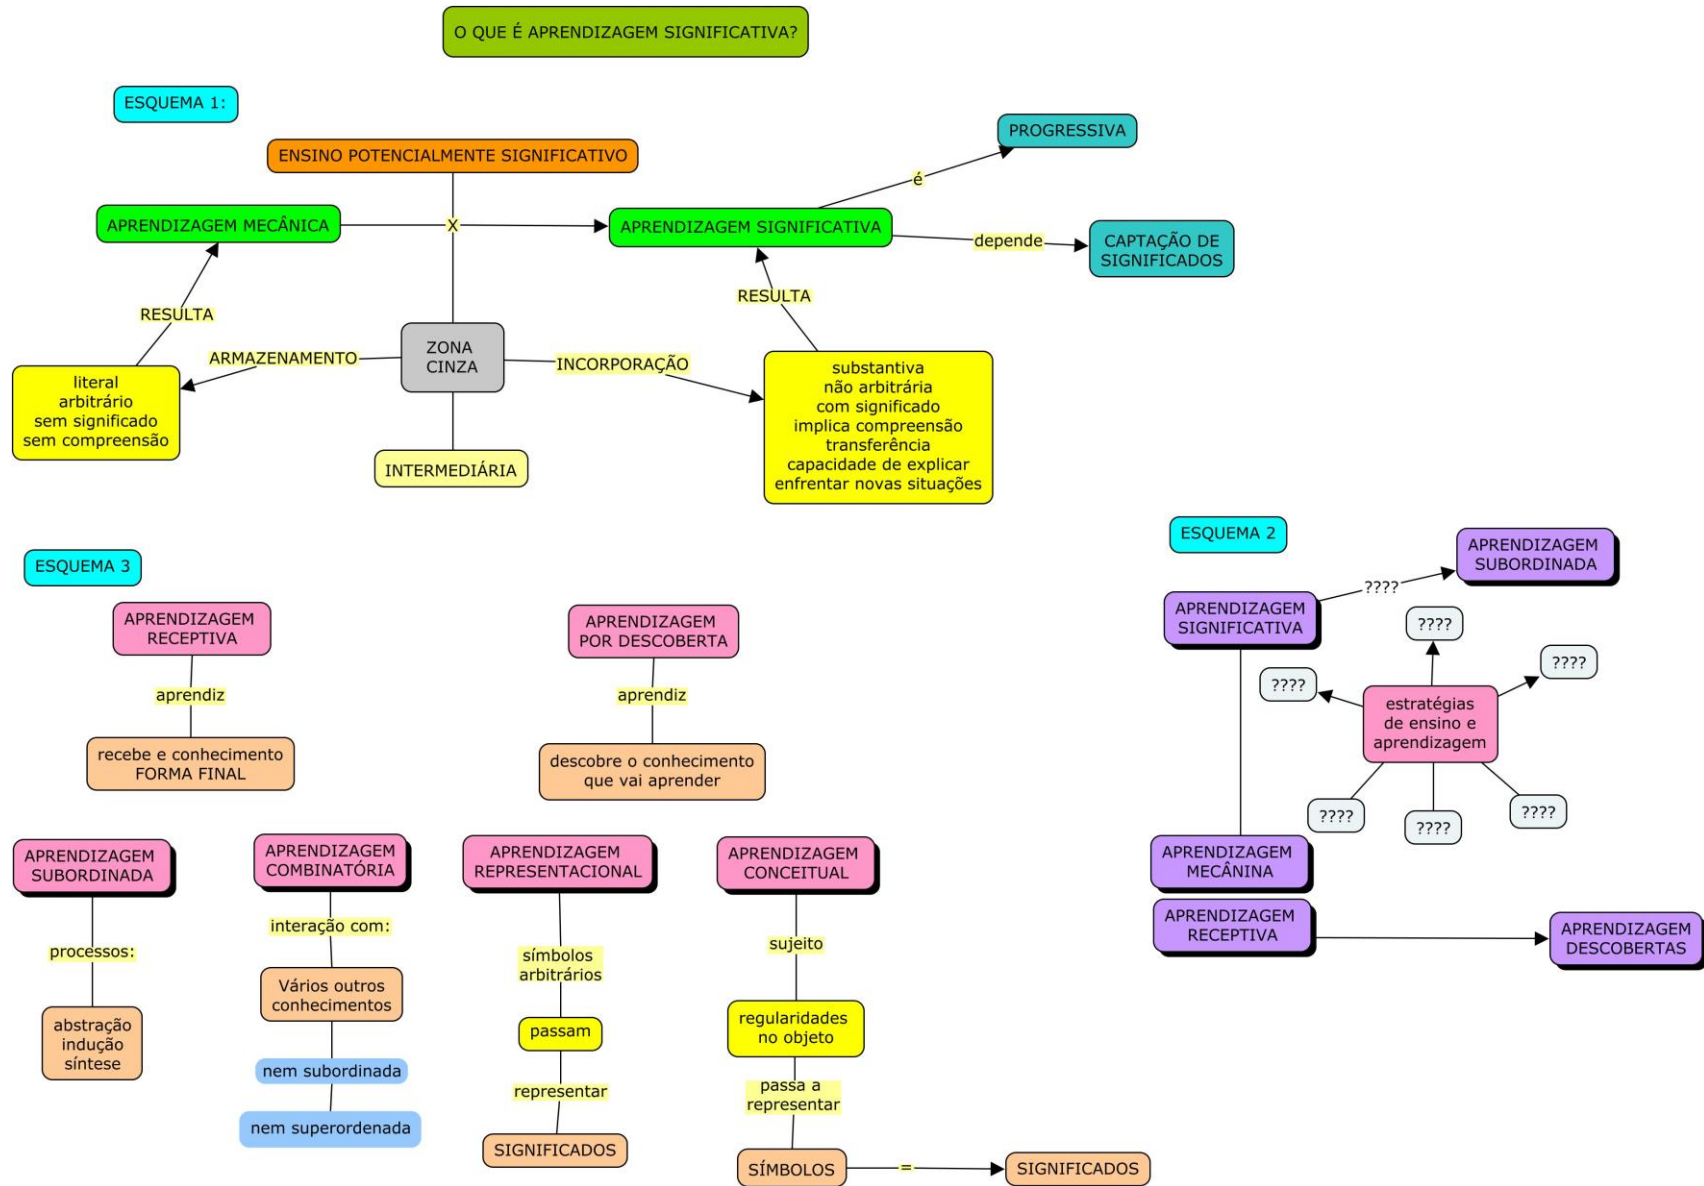 O QUE É APRENDIZAGEM SIGNIFICATIVA?
ESQUEMA 1:
PROGRESSIVA
ENSINO POTENCIALMENTE SIGNIFICATIVO
é
APRENDIZAGEM MECÂNICA
X
APRENDIZAGEM SIGNIFICATIVA
depende
CAPTAÇÃO DE
SIGNIFICADOS
RESULTA
RESULTA
ARMAZENAMENTO
ZONA
CINZA
INCORPORAÇÃO
literal
arbitrário
sem significado
sem compreensão
substantiva
não arbitrária
com significado
implica compreensão
transferência
capacidade de explicar
enfrentar novas situações
INTERMEDIÁRIA
ESQUEMA 2
APRENDIZAGEM
SUBORDINADA
????
APRENDIZAGEM
SIGNIFICATIVA
????
????
????
estratégias
de ensino e
aprendizagem
????
????
????
APRENDIZAGEM
MECÂNINA
APRENDIZAGEM
RECEPTIVA
APRENDIZAGEM
DESCOBERTAS
ESQUEMA 3
APRENDIZAGEM
RECEPTIVA
aprendiz
recebe e conhecimento
FORMA FINAL
APRENDIZAGEM
POR DESCOBERTA
aprendiz
descobre o conhecimento
que vai aprender
APRENDIZAGEM
SUBORDINADA
processos:
abstração
indução
síntese
APRENDIZAGEM
COMBINATÓRIA
interação com:
Vários outros
conhecimentos
nem subordinada
nem superordenada
APRENDIZAGEM
REPRESENTACIONAL
símbolos
arbitrários
passam
representar
SIGNIFICADOS
APRENDIZAGEM
CONCEITUAL
sujeito
regularidades
no objeto
passa a
representar
SÍMBOLOS
=
SIGNIFICADOS